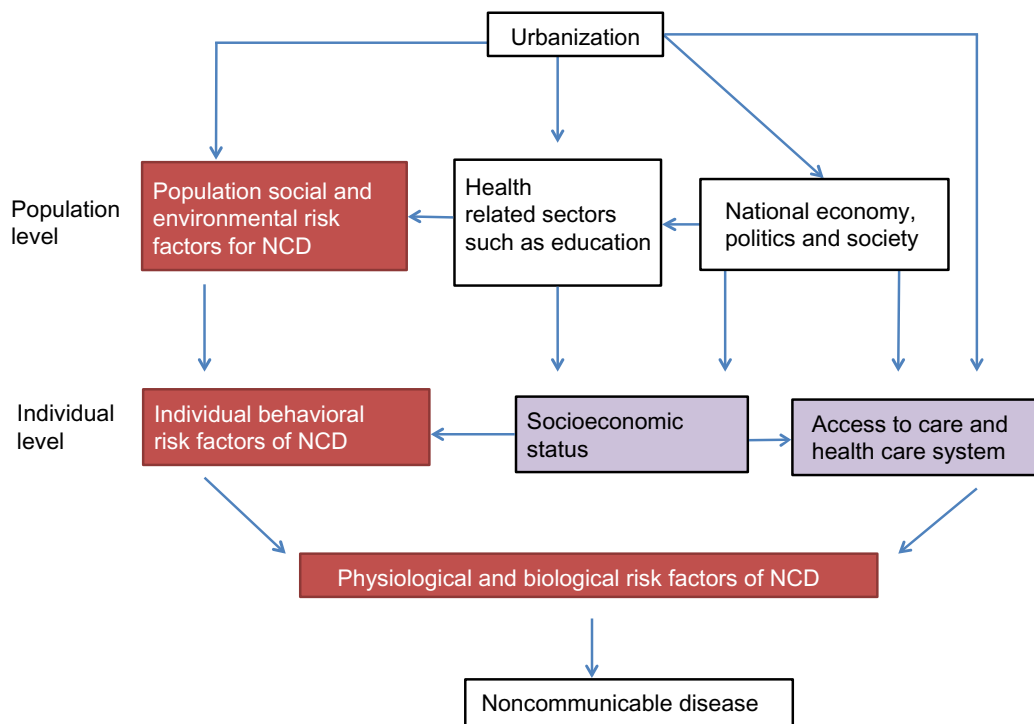 Urbanization
Population
level
Population social and
environmental risk
factors for NCD
Health
related sectors
such as education
National economy,
politics and society
Individual
level
Individual behavioral
risk factors of NCD
Socioeconomic
status
Access to care and
health care system
Physiological and biological risk factors of NCD
Noncommunicable disease